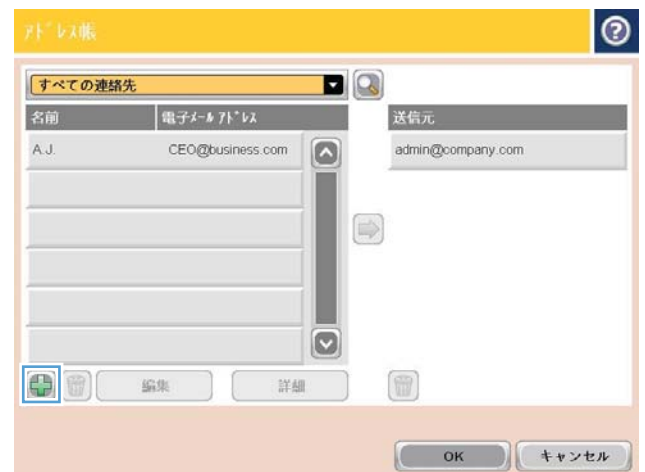 アドレス帳
?
すべての連絡先
名前 電子メール アドレス 送信元
A.J. CEO@business.com admin@company.com
編集 詳細
OK キャンセル